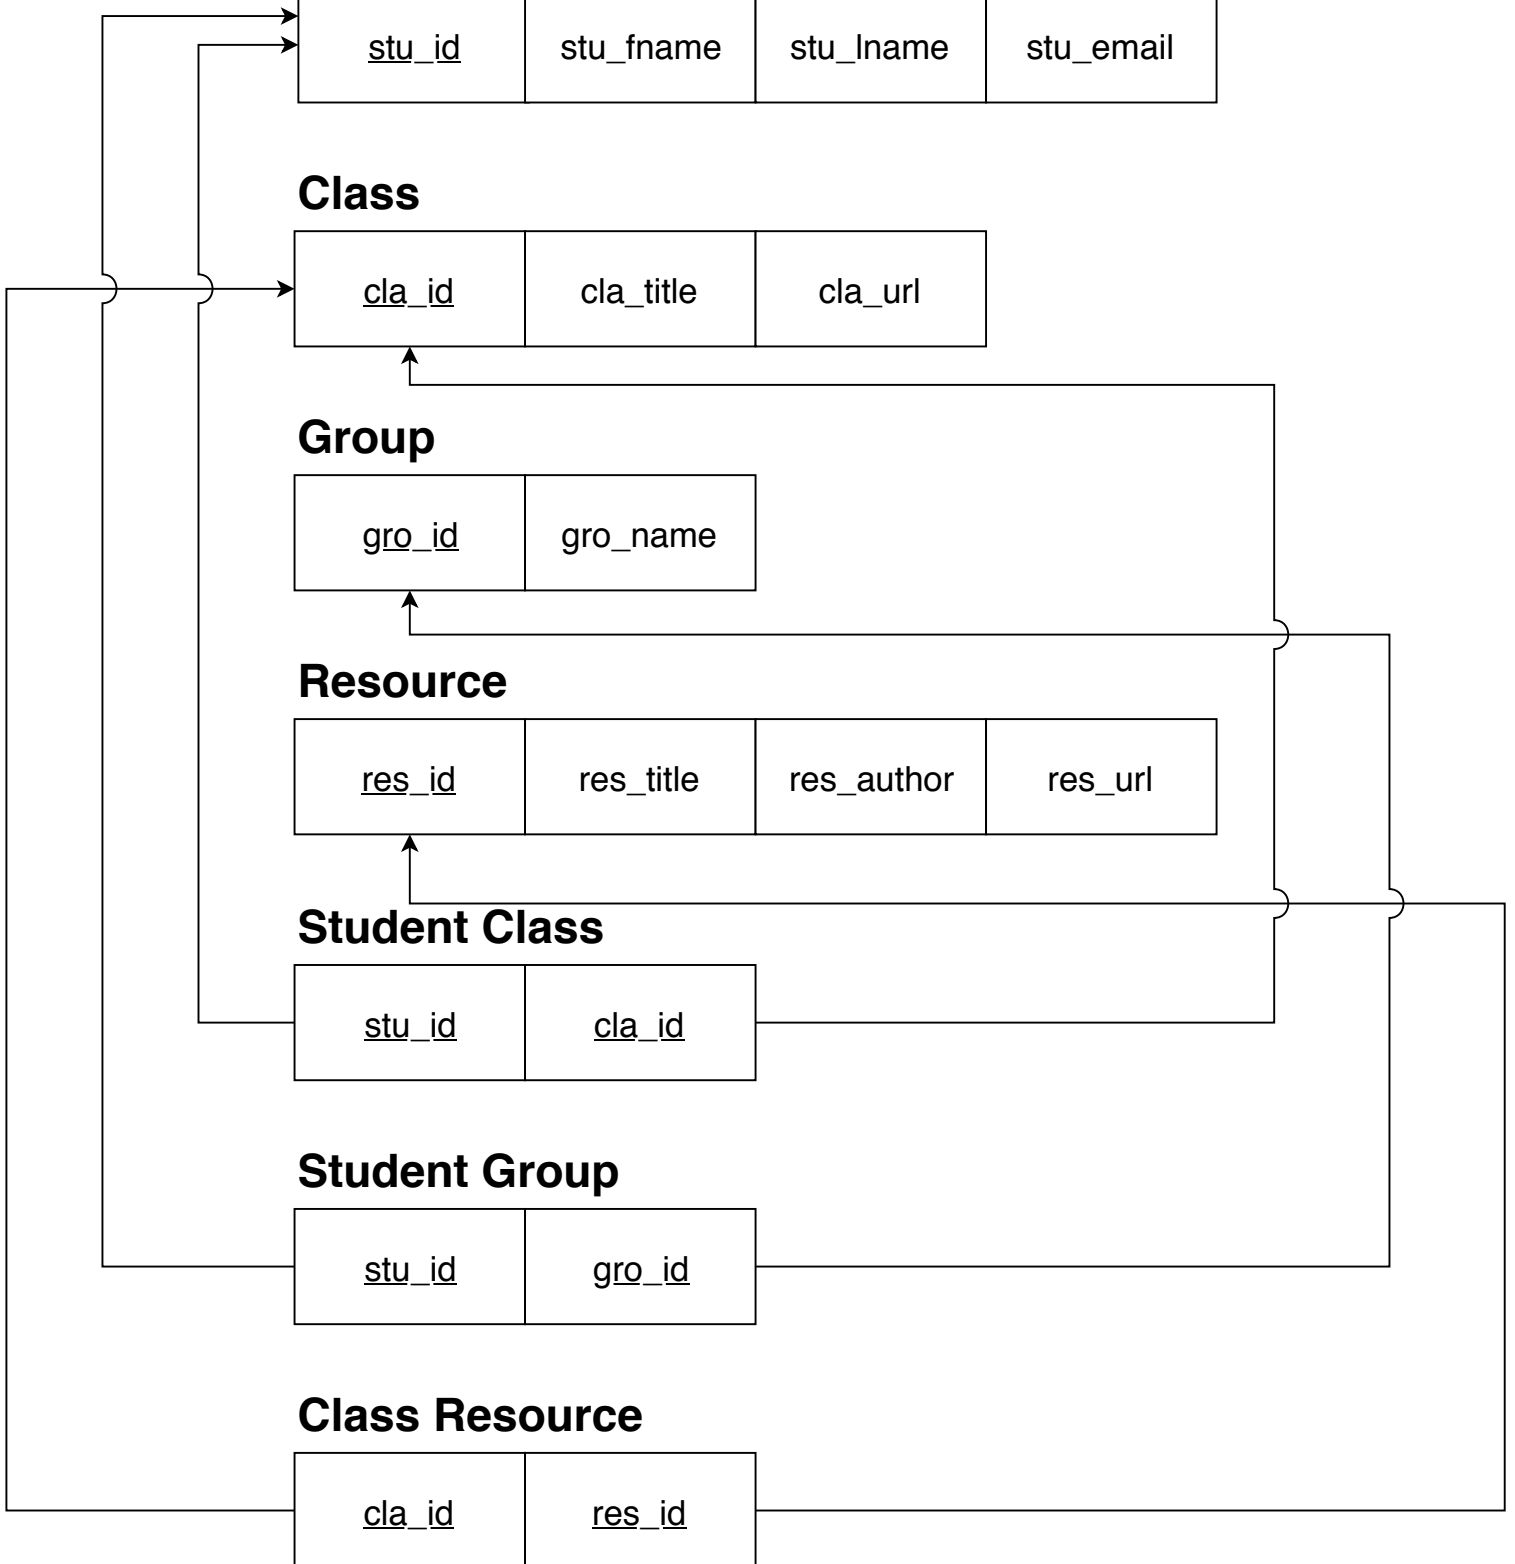 stu_id stu_fname stu_lname stu_email
Class
cla_id cla_title cla_url
Group
gro_id gro_name
Resource
res_id res_title res_author res_url
Student Class
stu_id cla_id
Student Group
stu_id gro_id
Class Resource
cla_id res_id